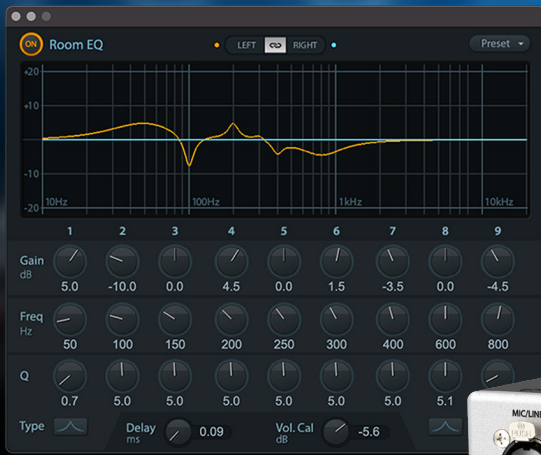 ON Room EQ LEFT RIGHT Preset
+20
+10
-10
-20
10Hz 100Hz 1kHz 10kHz
1 2 3 4 5 6 7 8 9
Gain
dB
5.0 -10.0 0.0 4.5 0.0 1.5 -3.5 0.0 -4.5
Freq
Hz
50 100 150 200 250 300 400 600 800
Q
0.7 5.0 5.0 5.0 5.0 5.0 5.0 5.1
Type Delay
ms
0.09 Vol. Cal
dB
-5.6
MIC/LINE
PUSH